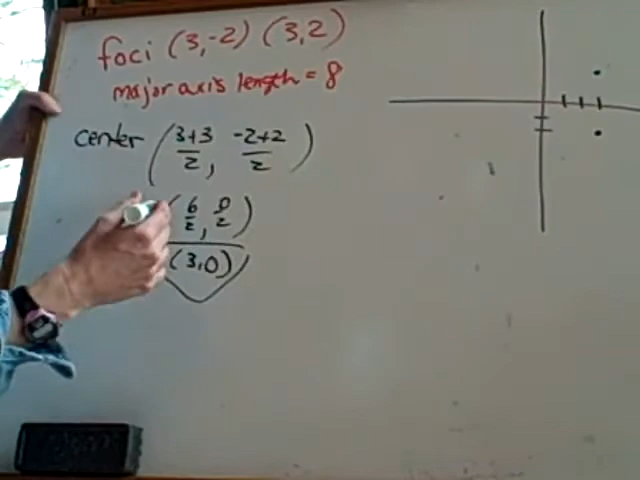 foci (3,-2) (3,2)
major axis length = 8
center (3+3/2, -2+2/2)
(6/2, 0/2)
(3,0)